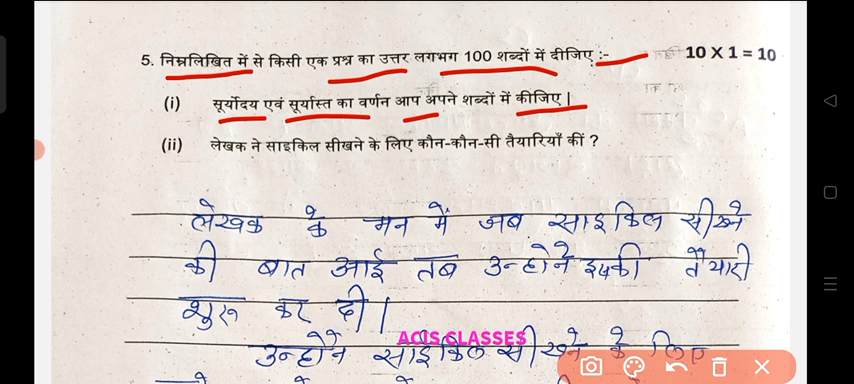 5. निम्नलिखित में से किसी एक प्रश्न का उत्तर लगभग 100 शब्दों में दीजिए :- 10 X 1 = 10
(i) सूर्योदय एवं सूर्यास्त का वर्णन आप अपने शब्दों में कीजिए |
(ii) लेखक ने साइकिल सीखने के लिए कौन-कौन-सी तैयारियाँ कीं ?
लेखक के मन में जब साइकिल सीखने
की बात आई तब उन्होंने इसकी तैयारी
शुरू कर दी |
ACIS CLASSES
उन्होंने साईकिल सीखने के लिए